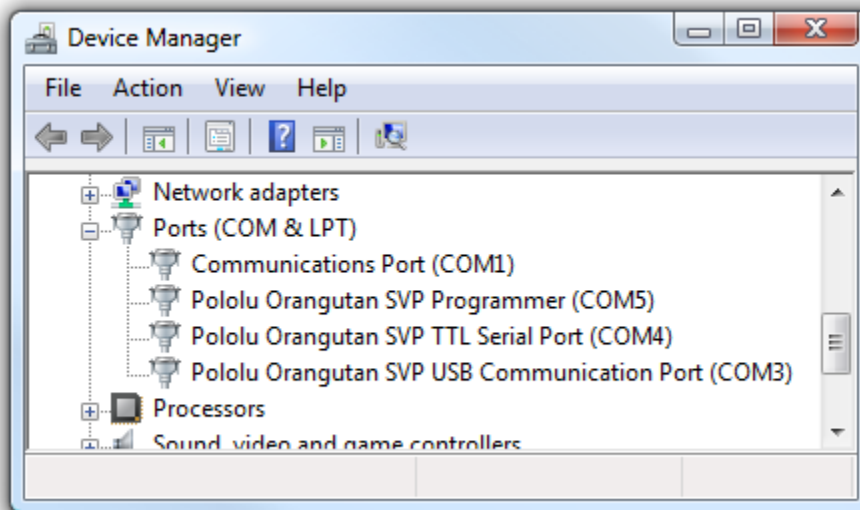 Device Manager
File Action View Help
Network adapters
Ports (COM & LPT)
Communications Port (COM1)
Pololu Orangutan SVP Programmer (COM5)
Pololu Orangutan SVP TTL Serial Port (COM4)
Pololu Orangutan SVP USB Communication Port (COM3)
Processors
Sound, video and game controllers